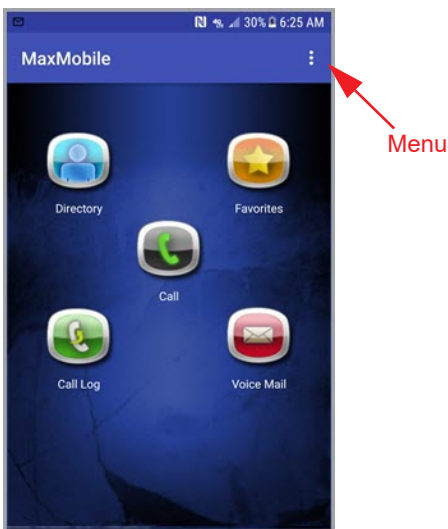 30% 6:25 AM
MaxMobile
Menu
Directory
Favorites
Call
Call Log
Voice Mail